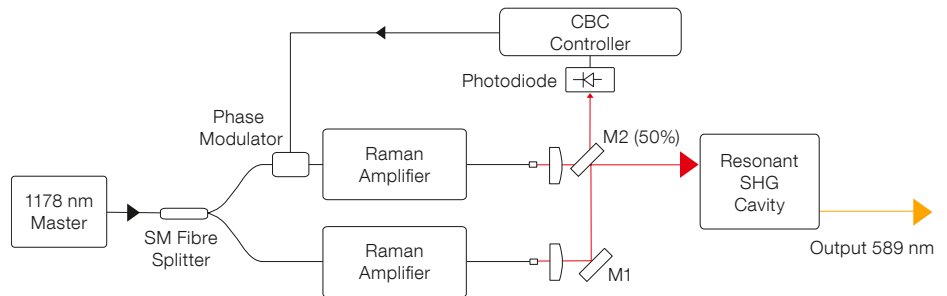 CBC
Controller
Photodiode
Phase
Modulator
M2 (50%)
Raman
Amplifier
Resonant
SHG
Cavity
1178 nm
Master
SM Fibre
Splitter
Raman
Amplifier
M1
Output 589 nm